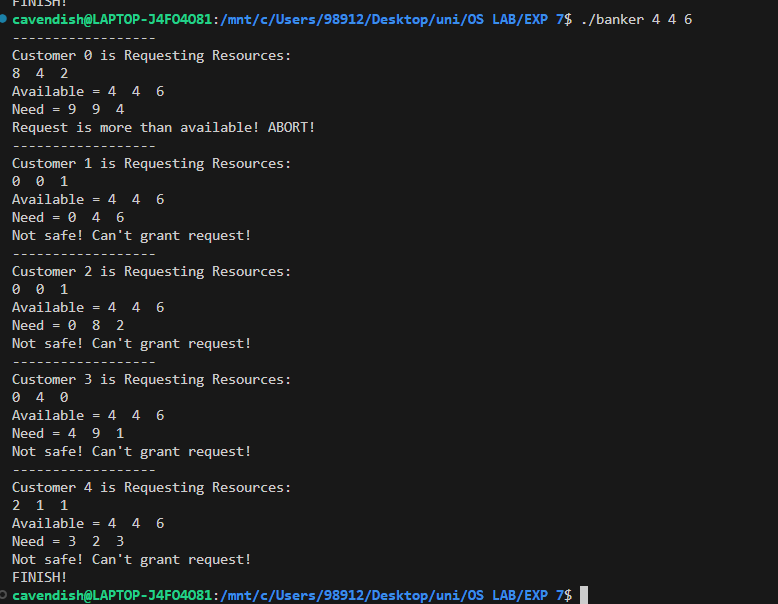 FINISH!
cavendish@LAPTOP-J4FO4O81:/mnt/c/Users/98912/Desktop/uni/OS LAB/EXP 7$ ./banker 4 4 6
------------------
Customer 0 is Requesting Resources:
8  4  2
Available = 4  4  6
Need = 9  9  4
Request is more than available! ABORT!
------------------
Customer 1 is Requesting Resources:
0  0  1
Available = 4  4  6
Need = 0  4  6
Not safe! Can't grant request!
------------------
Customer 2 is Requesting Resources:
0  0  1
Available = 4  4  6
Need = 0  8  2
Not safe! Can't grant request!
------------------
Customer 3 is Requesting Resources:
0  4  0
Available = 4  4  6
Need = 4  9  1
Not safe! Can't grant request!
------------------
Customer 4 is Requesting Resources:
2  1  1
Available = 4  4  6
Need = 3  2  3
Not safe! Can't grant request!
FINISH!
cavendish@LAPTOP-J4FO4O81:/mnt/c/Users/98912/Desktop/uni/OS LAB/EXP 7$